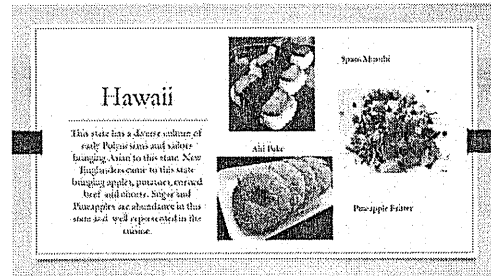 Hawaii
This state has a diverse culture of
early Polynesians and sailors
bringing Asian to this state. New
Englanders came to this state
bringing apples, potatoes, corned
beef and cheese. Sugar and
Pineapples are abundance in this
state and well represented in the
cuisine.
Spam Musubi
Ahi Poke
Pineapple Fritter